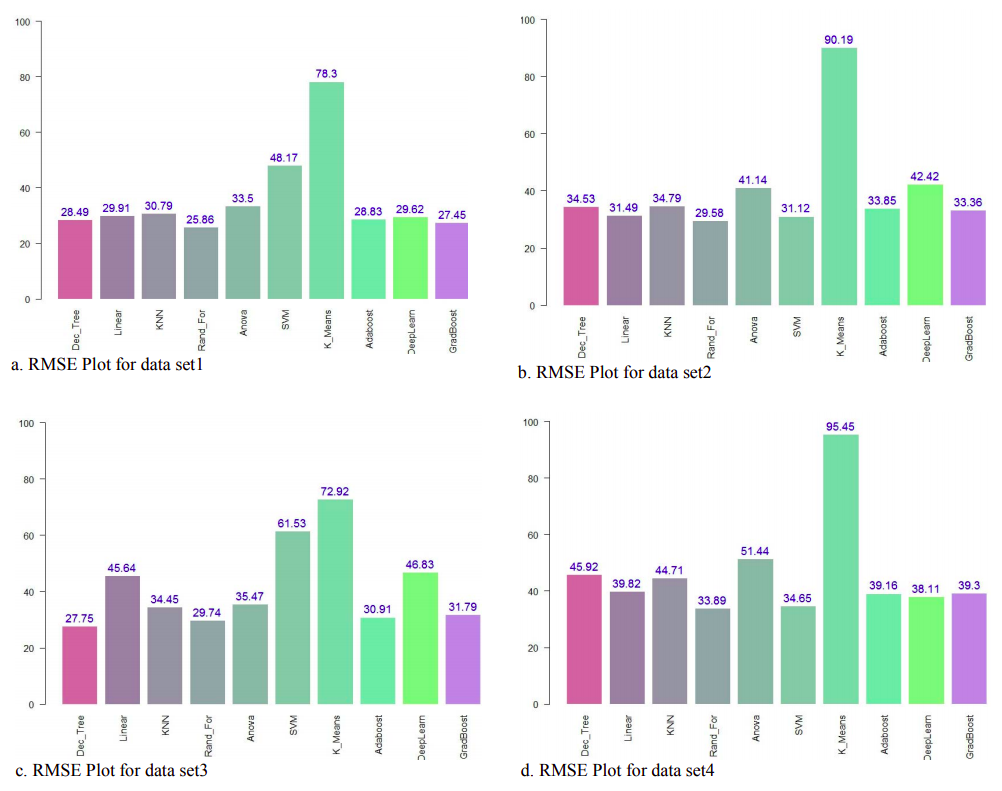 100
80
60
40
20
0
28.49 29.91 30.79 25.86 33.5 48.17 78.3 28.83 29.62 27.45
Dec_Tree Linear KNN Rand_For Anova SVM K_Means Adaboost DeepLearn GradBoost
a. RMSE Plot for data set1
100
80
60
40
20
0
34.53 31.49 34.79 29.58 41.14 31.12 90.19 33.85 42.42 33.36
Dec_Tree Linear KNN Rand_For Anova SVM K_Means Adaboost DeepLearn GradBoost
b. RMSE Plot for data set2
100
80
60
40
20
0
27.75 45.64 34.45 29.74 35.47 61.53 72.92 30.91 46.83 31.79
Dec_Tree Linear KNN Rand_For Anova SVM K_Means Adaboost DeepLearn GradBoost
c. RMSE Plot for data set3
100
80
60
40
20
0
45.92 39.82 44.71 33.89 51.44 34.65 95.45 39.16 38.11 39.3
Dec_Tree Linear KNN Rand_For Anova SVM K_Means Adaboost DeepLearn GradBoost
d. RMSE Plot for data set4